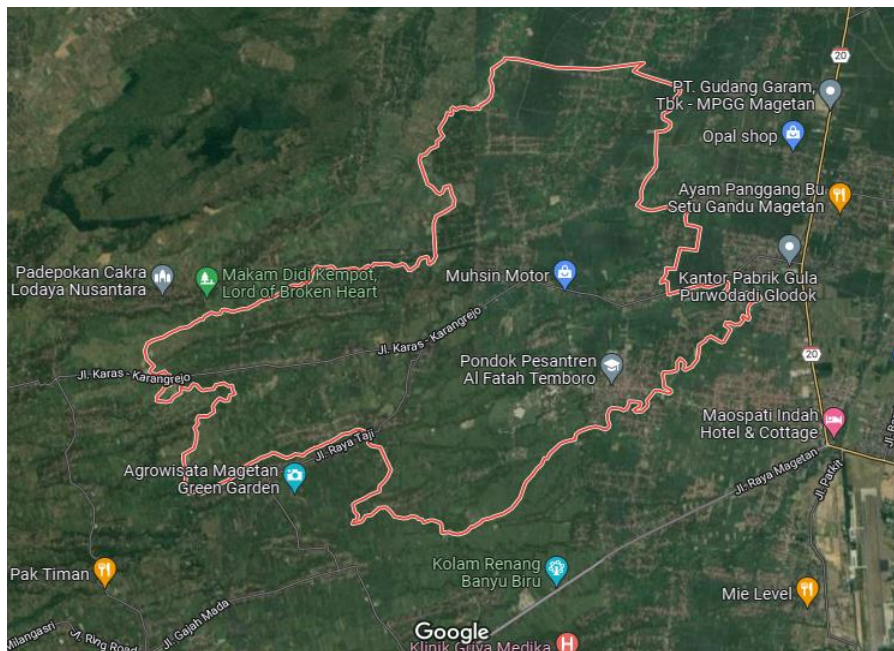 20
PT. Gudang Garam,
Tbk - MPGG Magetan
Opal shop
Ayam Panggang Bu
Setu Gandu Magetan
Padepokan Cakra
Lodaya Nusantara
Makam Didi Kempot,
Lord of Broken Heart
Muhsin Motor
Kantor Pabrik Gula
Purwodadi Glodok
Jl. Karas - Karangrejo
Jl. Karas - Karangrejo
20
Pondok Pesantren
Al Fatah Temboro
Maospati Indah
Hotel & Cottage
Jl. Raya Taji
Agrowisata Magetan
Green Garden
Jl. Raya Magetan
Jl. Parkit
Kolam Renang
Banyu Biru
Pak Timan
Mie Level
Jl. Gajah Mada
Milangasri
Jl. Ring Road
Google
Klinik Griya Medika
H